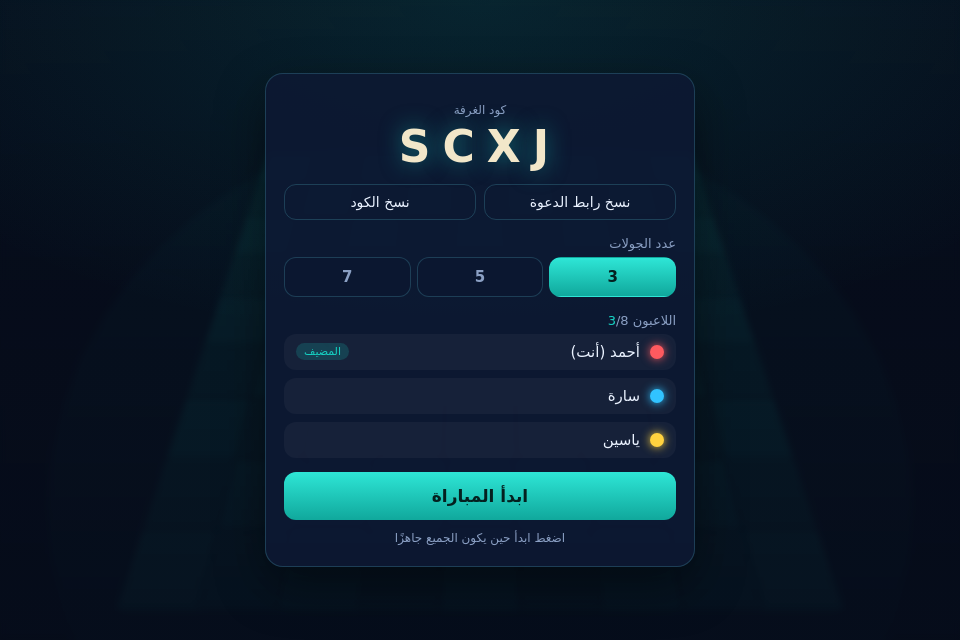 كود الغرفة
SCXJ
نسخ رابط الدعوة
نسخ الكود
عدد الجولات
3
5
7
اللاعبون 3/8
أحمد (أنت)
المضيف
سارة
ياسين
ابدأ المباراة
اضغط ابدأ حين يكون الجميع جاهزًا